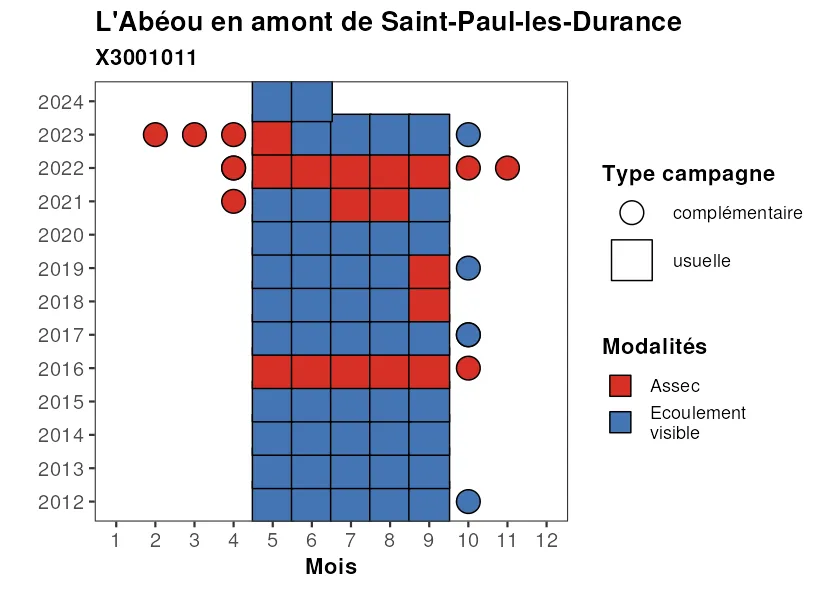 L'Abéou en amont de Saint-Paul-les-Durance
X3001011
2024
2023
2022
2021
2020
2019
2018
2017
2016
2015
2014
2013
2012
1 2 3 4 5 6 7 8 9 10 11 12
Mois
Type campagne
complémentaire
usuelle
Modalités
Assec
Ecoulement
visible